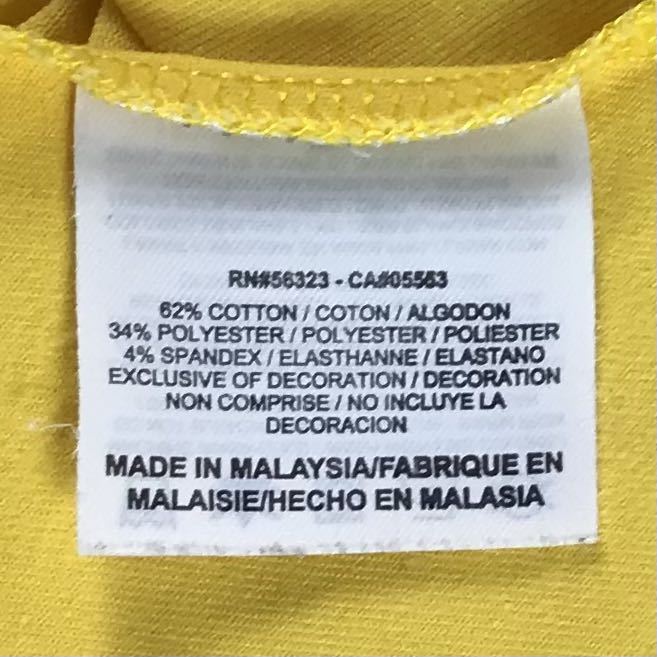 RN#56323 - CA#05553
62% COTTON / COTON / ALGODON
34% POLYESTER / POLYESTER / POLIESTER
4% SPANDEX / ELASTHANNE / ELASTANO
EXCLUSIVE OF DECORATION / DECORATION
NON COMPRISE / NO INCLUYE LA
DECORACION
MADE IN MALAYSIA/FABRIQUE EN
MALAISIE/HECHO EN MALASIA